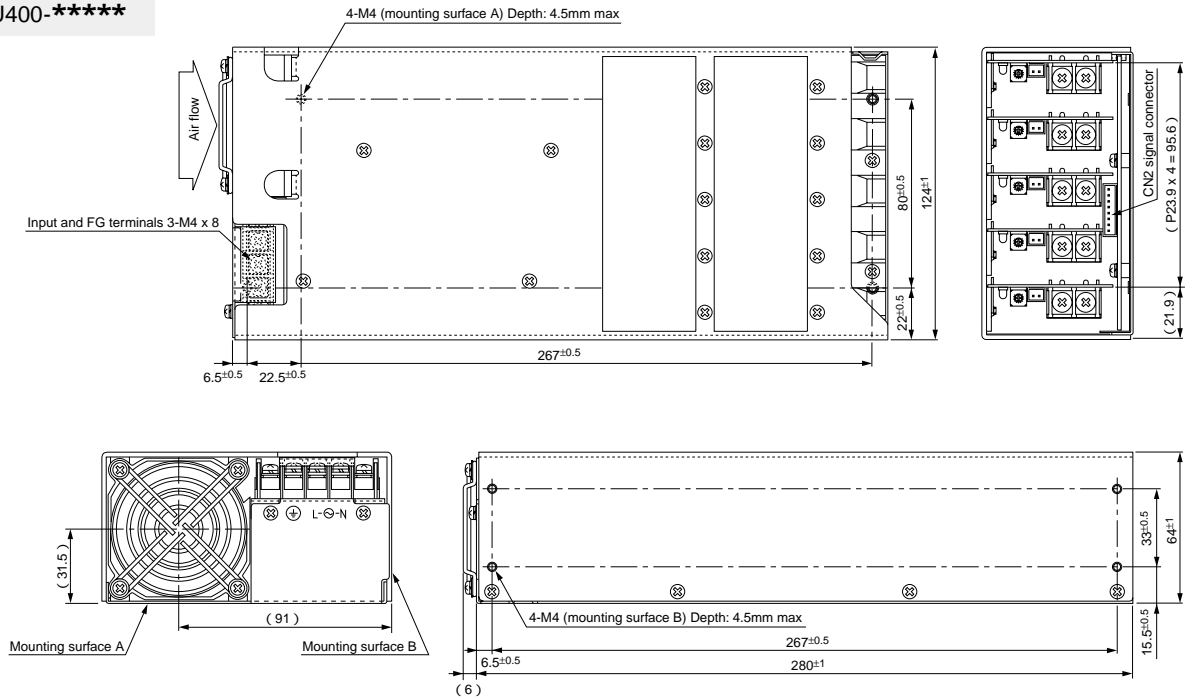 J400-*****
4-M4 (mounting surface A) Depth: 4.5mm max
Air flow
Input and FG terminals 3-M4 x 8
80±0.5
124±1
22±0.5
267±0.5
6.5±0.5
22.5±0.5
CN2 signal connector
( P23.9 x 4 = 95.6 )
( 21.9 )
L-N
( 31.5 )
( 91 )
Mounting surface A
Mounting surface B
4-M4 (mounting surface B) Depth: 4.5mm max
33±0.5
64±1
15.5±0.5
267±0.5
6.5±0.5
280±1
( 6 )